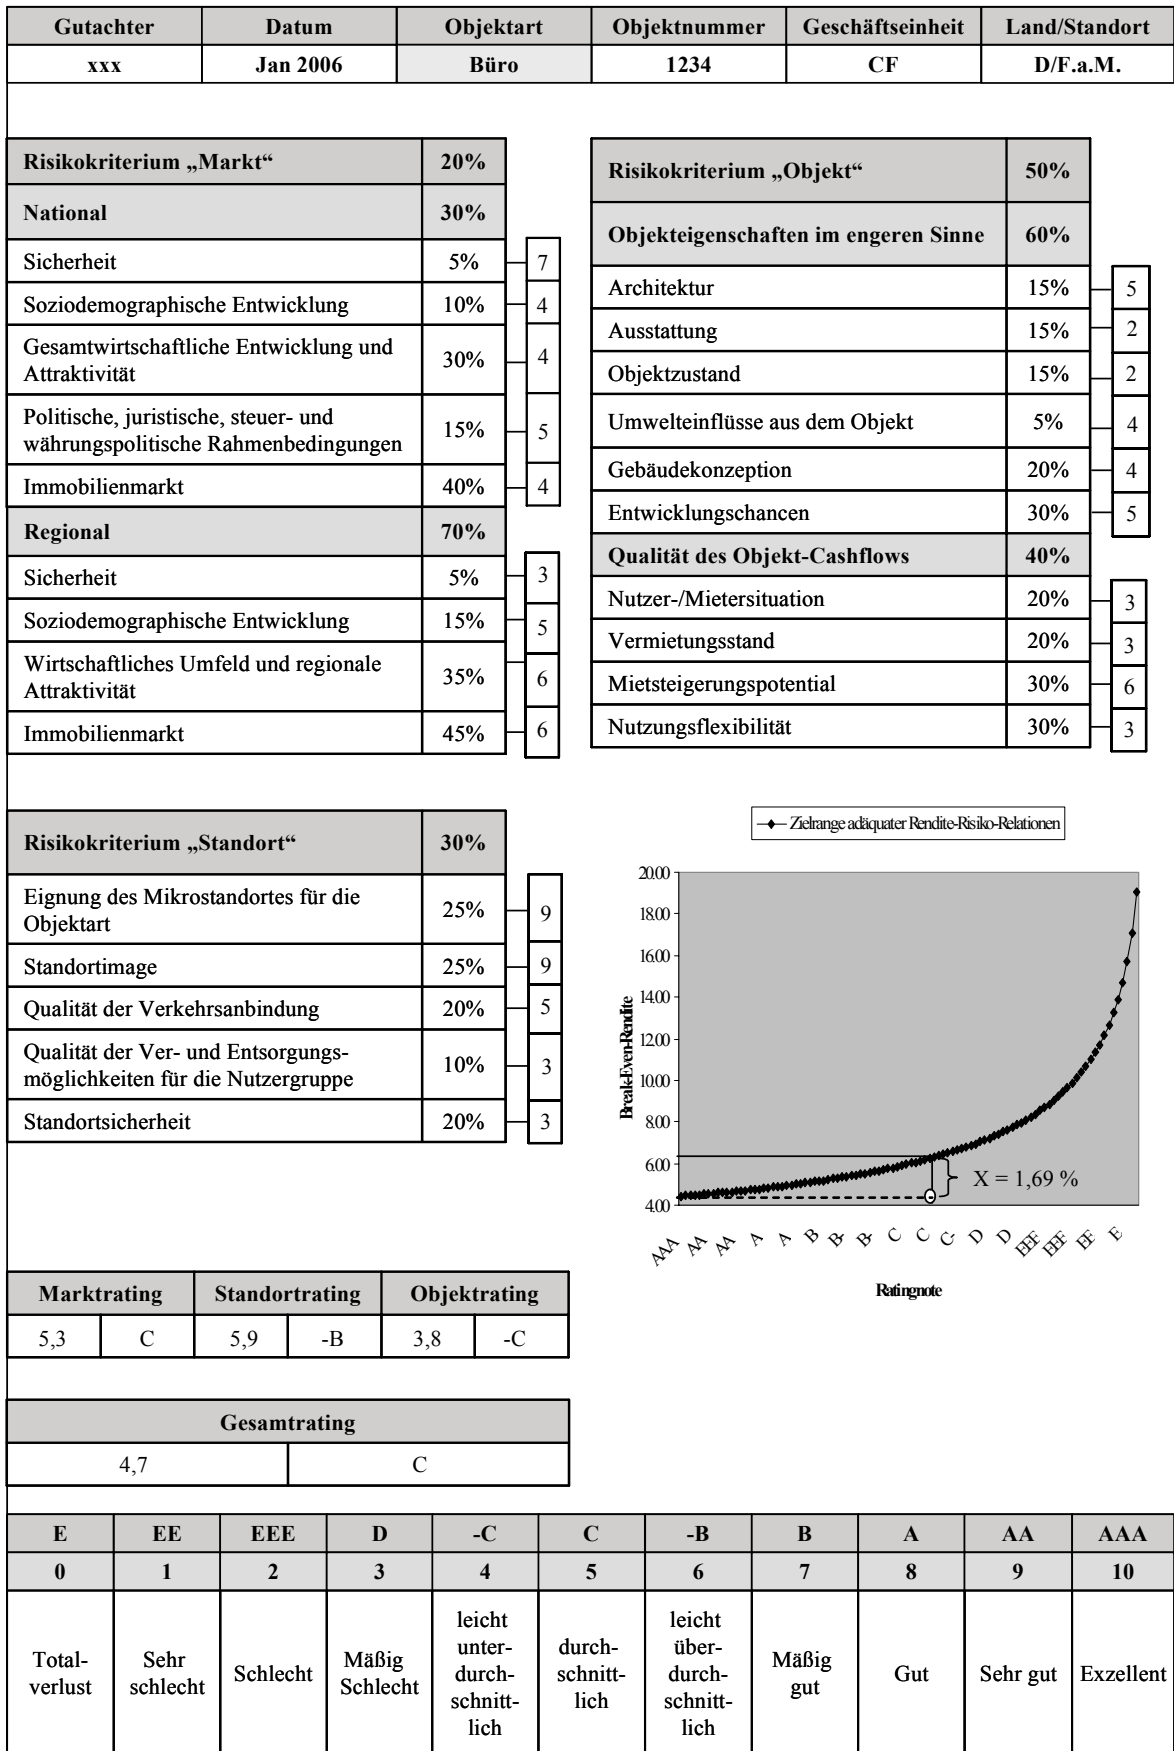 Gutachter Datum Objektart Objektnummer Geschäftseinheit Land/Standort
xxx Jan 2006 Büro 1234 CF D/F.a.M.
Risikokriterium „Markt“ 20%
National 30%
Sicherheit 5% 7
Soziodemographische Entwicklung 10% 4
Gesamtwirtschaftliche Entwicklung und
Attraktivität 30% 4
Politische, juristische, steuer- und
währungspolitische Rahmenbedingungen 15% 5
Immobilienmarkt 40% 4
Regional 70%
Sicherheit 5% 3
Soziodemographische Entwicklung 15% 5
Wirtschaftliches Umfeld und regionale
Attraktivität 35% 6
Immobilienmarkt 45% 6
Risikokriterium „Objekt“ 50%
Objekteigenschaften im engeren Sinne 60%
Architektur 15% 5
Ausstattung 15% 2
Objektzustand 15% 2
Umwelteinflüsse aus dem Objekt 5% 4
Gebäudekonzeption 20% 4
Entwicklungschancen 30% 5
Qualität des Objekt-Cashflows 40%
Nutzer-/Mietersituation 20% 3
Vermietungsstand 20% 3
Mietsteigerungspotential 30% 6
Nutzungsflexibilität 30% 3
Risikokriterium „Standort“ 30%
Eignung des Mikrostandortes für die
Objektart 25% 9
Standortimage 25% 9
Qualität der Verkehrsanbindung 20% 5
Qualität der Ver- und Entsorgungs-
möglichkeiten für die Nutzergruppe 10% 3
Standortsicherheit 20% 3
Zielrange adäquater Rendite-Risiko-Relationen
20.00
18.00
16.00
14.00
12.00
10.00
8.00
6.00
4.00
Break-Even-Rendite
X = 1,69 %
AAA AA AA A A B B- B- C C C- D D EEE EEE EE E
Ratingnote
Marktrating Standortrating Objektrating
5,3 C 5,9 -B 3,8 -C
Gesamtrating
4,7 C
E EE EEE D -C C -B B A AA AAA
0 1 2 3 4 5 6 7 8 9 10
Total-
verlust
Sehr
schlecht
Schlecht
Mäßig
Schlecht
leicht
unter-
durch-
schnitt-
lich
durch-
schnitt-
lich
leicht
über-
durch-
schnitt-
lich
Mäßig
gut
Gut
Sehr gut
Exzellent